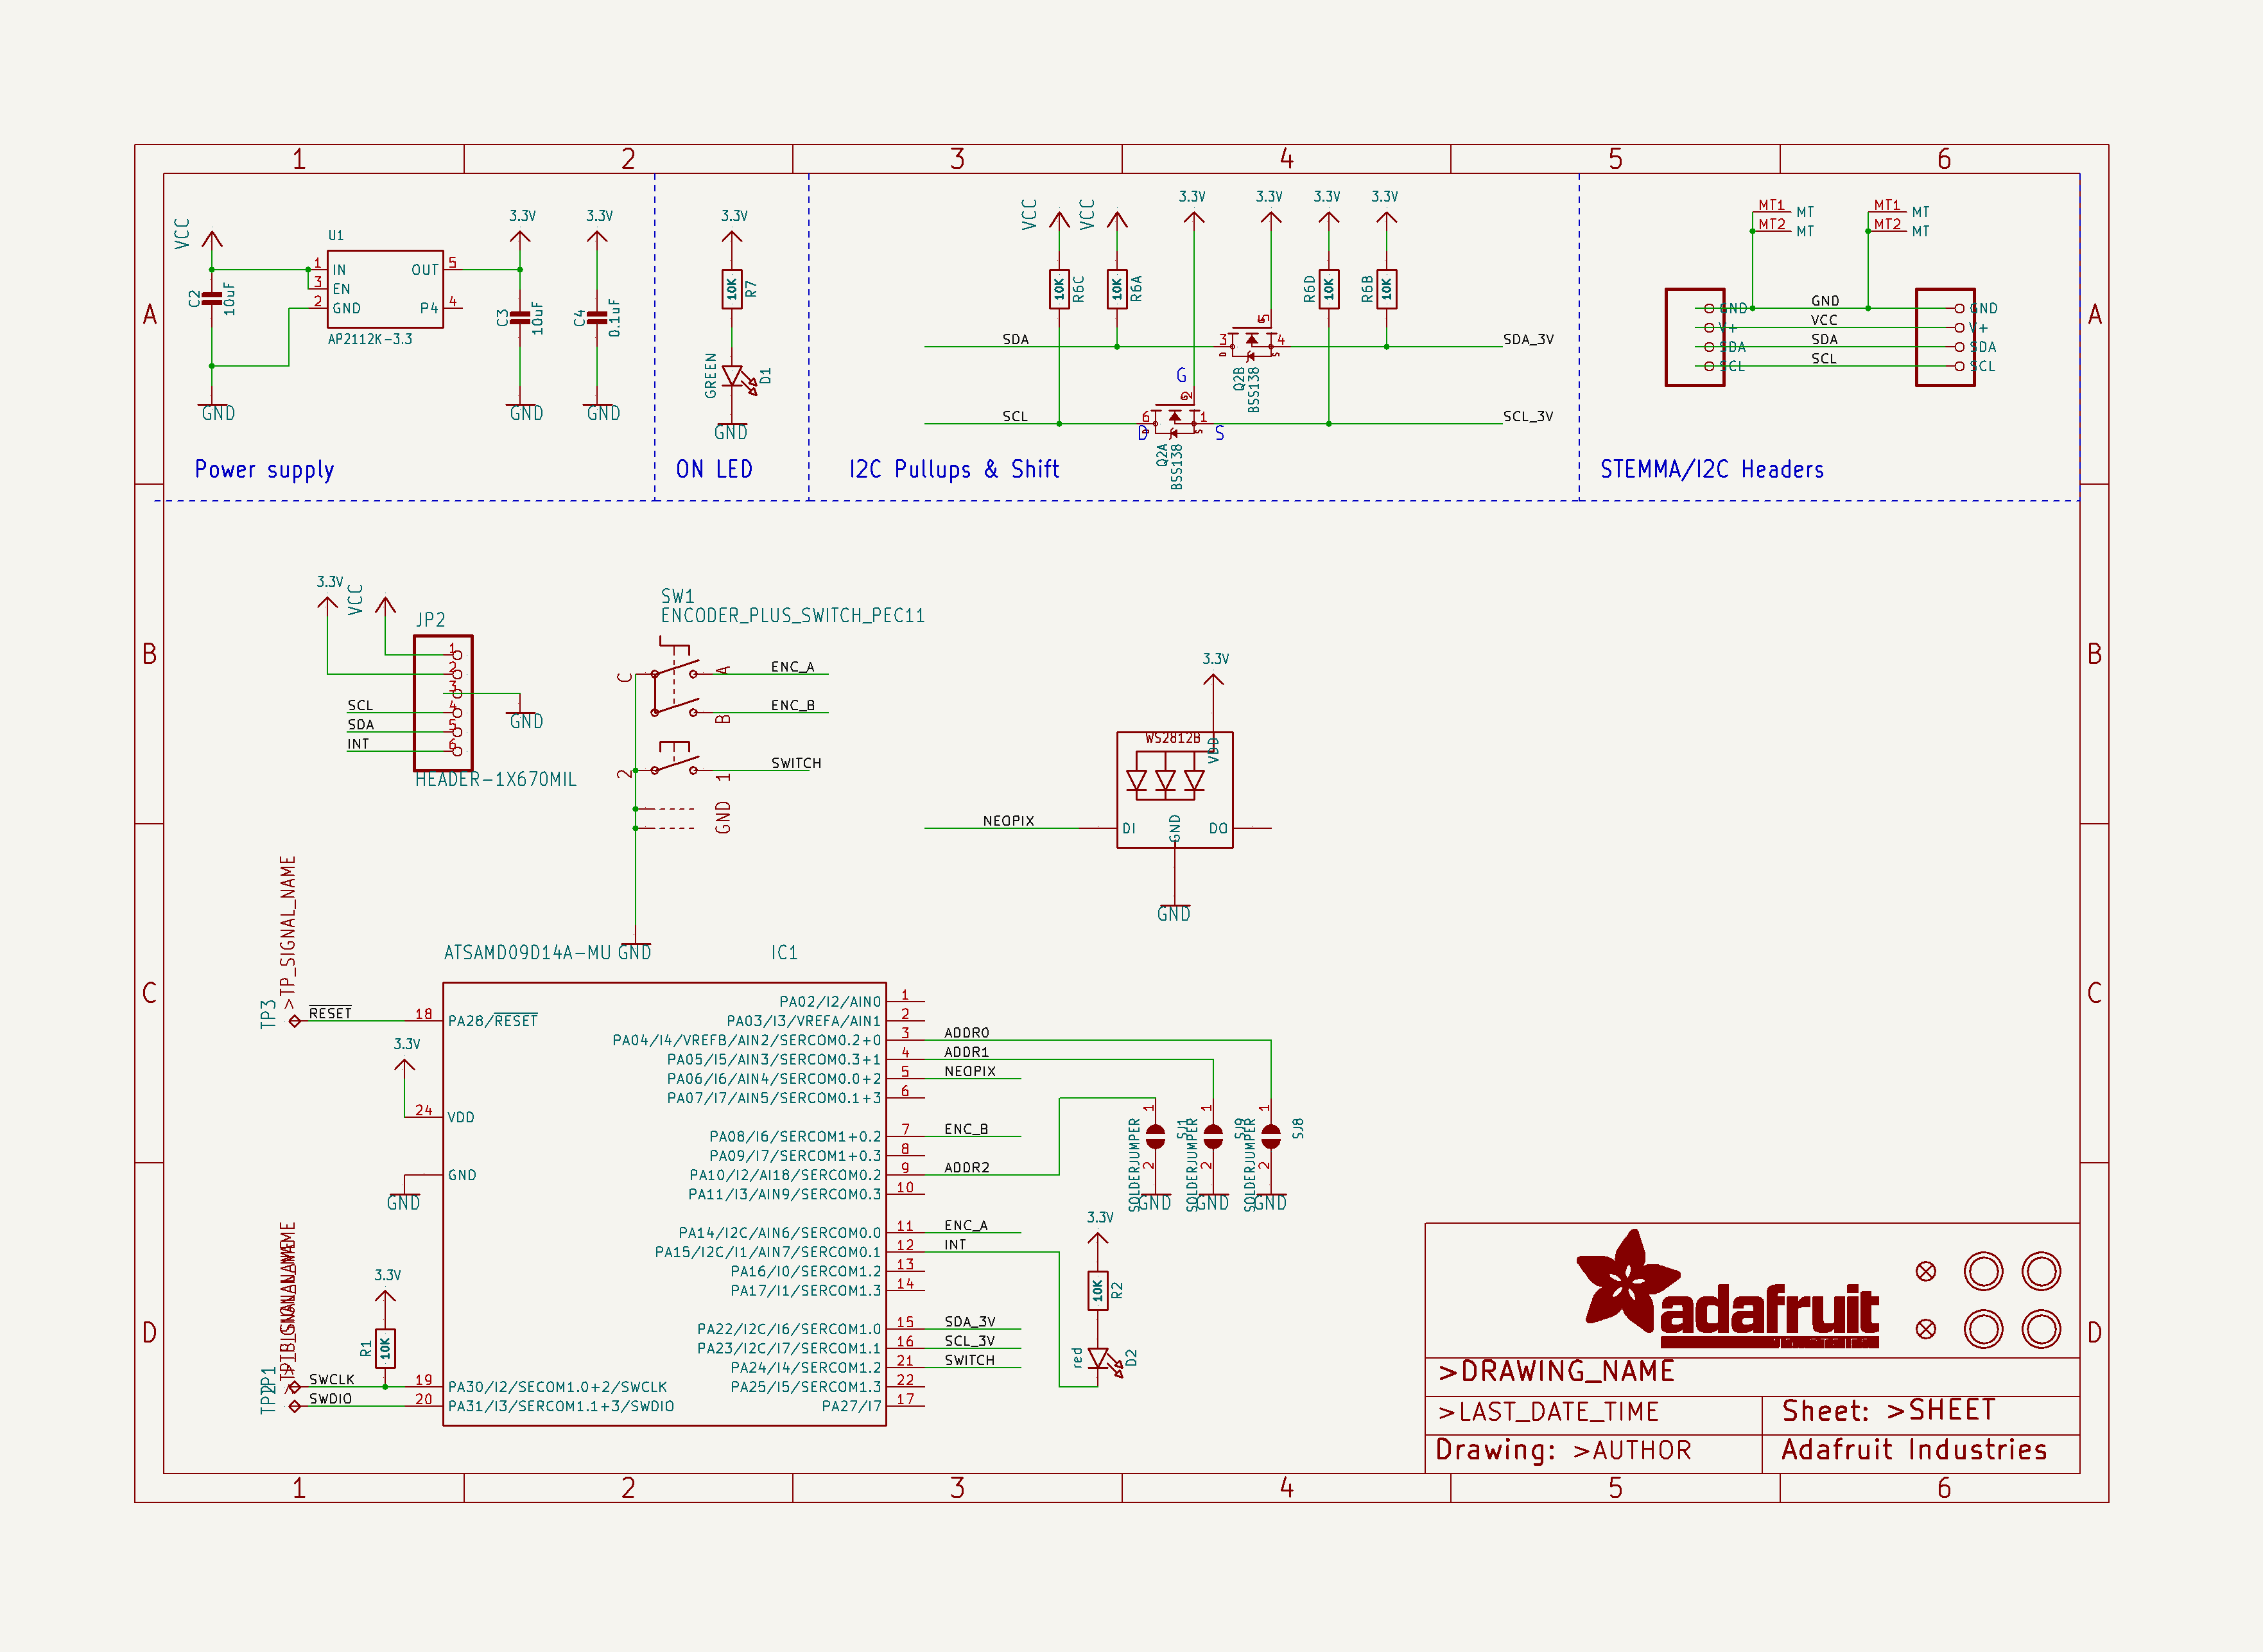 1 2 3 4 5 6
A
VCC
C2
10uF
GND
U1
1 IN
3 EN
2 GND
OUT 5
P4 4
AP2112K-3.3
3.3V
C3
10uF
GND
3.3V
C4
0.1uF
GND
Power supply
3.3V
10K
R7
GREEN
D1
GND
ON LED
VCC VCC 3.3V 3.3V 3.3V 3.3V
10K R6C
10K R6A
10K R6D
10K R6B
SDA
3 D
G 5
4 S
SDA_3V
Q2B
BSS138
G
G 2
SCL
6 D
1 S
D
S
SCL_3V
Q2A
BSS138
I2C Pullups & Shift
MT1 MT
MT2 MT
MT1 MT
MT2 MT
GND GND GND
V+ VCC V+
SDA SDA SDA
SCL SCL SCL
STEMMA/I2C Headers
A
B
3.3V
VCC
JP2
1
2
3
SCL 4
SDA 5
INT 6
GND
HEADER-1X670MIL
SW1
ENCODER_PLUS_SWITCH_PEC11
C A ENC_A
B ENC_B
2 1 SWITCH
GND
GND
3.3V
WS2812B
VDD
NEOPIX
DI GND DO
GND
B
C
>TP_SIGNAL_NAME
TP3
RESET
ATSAMD09D14A-MU
IC1
18 PA28/RESET
3.3V
24 VDD
GND
GND
PA02/I2/AIN0 1
PA03/I3/VREFA/AIN1 2
PA04/I4/VREFB/AIN2/SERCOM0.2+0 3 ADDR0
PA05/I5/AIN3/SERCOM0.3+1 4 ADDR1
PA06/I6/AIN4/SERCOM0.0+2 5 NEOPIX
PA07/I7/AIN5/SERCOM0.1+3 6
PA08/I6/SERCOM1+0.2 7 ENC_B
PA09/I7/SERCOM1+0.3 8
PA10/I2/AI18/SERCOM0.2 9 ADDR2
PA11/I3/AIN9/SERCOM0.3 10
PA14/I2C/AIN6/SERCOM0.0 11 ENC_A
PA15/I2C/I1/AIN7/SERCOM0.1 12 INT
PA16/I0/SERCOM1.2 13
PA17/I1/SERCOM1.3 14
PA22/I2C/I6/SERCOM1.0 15 SDA_3V
PA23/I2C/I7/SERCOM1.1 16 SCL_3V
PA24/I4/SERCOM1.2 21 SWITCH
PA25/I5/SERCOM1.3 22
PA27/I7 17
1 SJ1
SOLDERJUMPER
2
GND
1 SJ9
SOLDERJUMPER
2
GND
1 SJ8
SOLDERJUMPER
2
GND
C
D
3.3V
R1
10K
TP1
SWCLK
19 PA30/I2/SECOM1.0+2/SWCLK
TP2
SWDIO
20 PA31/I3/SERCOM1.1+3/SWDIO
3.3V
10K
R2
red
D2
adafruit
>DRAWING_NAME
>LAST_DATE_TIME
Sheet: >SHEET
Drawing: >AUTHOR
Adafruit Industries
D
1 2 3 4 5 6